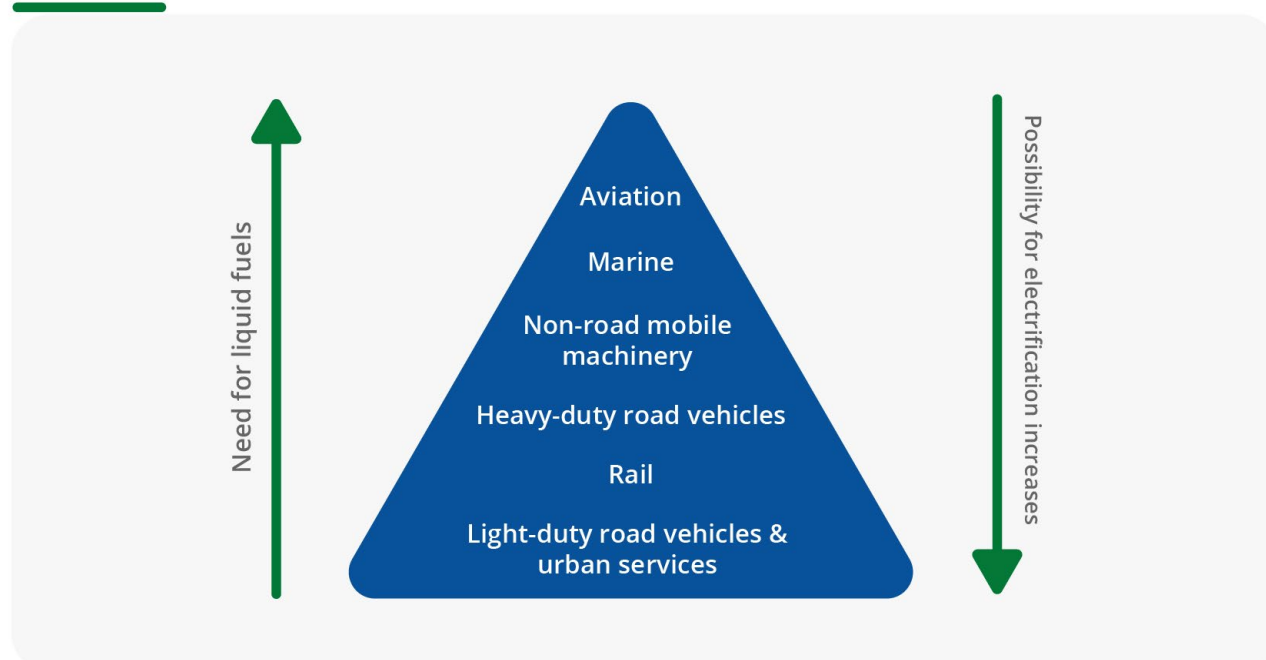 Need for liquid fuels
Aviation
Marine
Non-road mobile
machinery
Heavy-duty road vehicles
Rail
Light-duty road vehicles &
urban services
Possibility for electrification increases